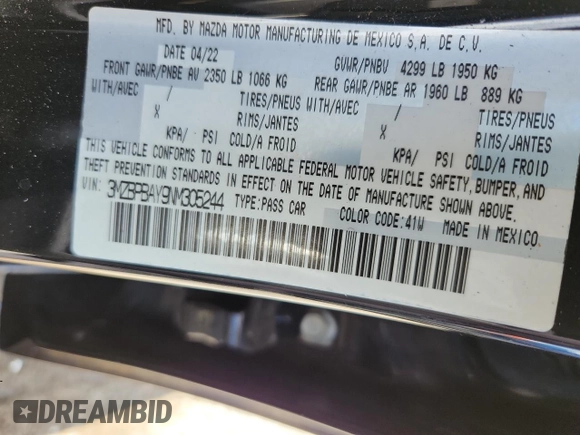 MFD. BY MAZDA MOTOR MANUFACTURING DE MEXICO S.A. DE C.V.
DATE 04/22 GVWR/PNBV 4299 LB 1950 KG
FRONT GAWR/PNBE AV 2350 LB 1066 KG REAR GAWR/PNBE AR 1960 LB 889 KG
WITH/AVEC / TIRES/PNEUS WITH/AVEC / TIRES/PNEUS
X RIMS/JANTES X RIMS/JANTES
KPA/ PSI COLD/A FROID KPA/ PSI COLD/A FROID
THIS VEHICLE CONFORMS TO ALL APPLICABLE FEDERAL MOTOR VEHICLE SAFETY, BUMPER, AND
THEFT PREVENTION STANDARDS IN EFFECT ON THE DATE OF MANUFACTURE SHOWN ABOVE.
VIN: 3MZBPBAY9NM305244 TYPE:PASS CAR COLOR CODE:41W MADE IN MEXICO.
DREAMBID